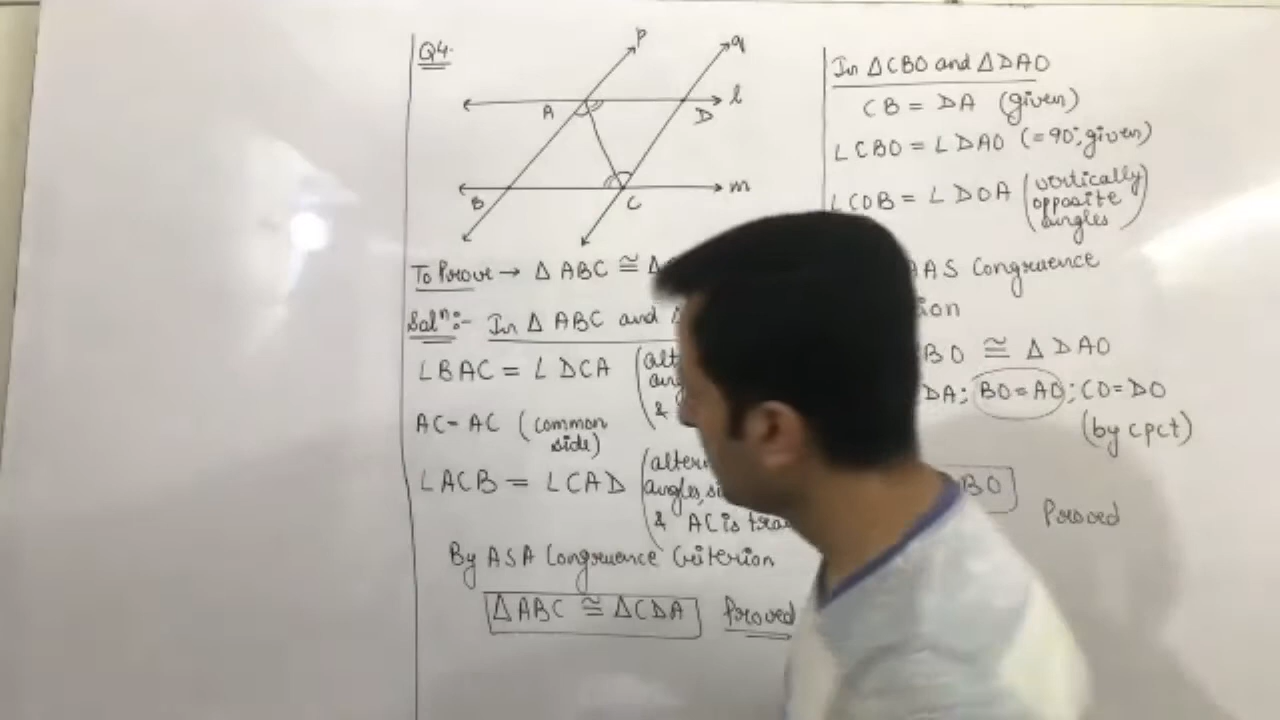 Q4.
p
q
A
D
l
B
C
m
To Prove → Δ ABC ≅ Δ
Solⁿ:- In Δ ABC and Δ
∠BAC = ∠DCA
&
AC = AC (common side)
∠ACB = ∠CAD
angles,
& AC is
By ASA Congruence Criterion
ΔABC ≅ ΔCDA Proved
In ΔCBO and ΔDAO
CB = DA (given)
∠CBO = ∠DAO (=90°, given)
∠COB = ∠DOA (vertically
opposite
angles)
AAS Congruence
BO ≅ Δ DAO
DA; BO=AO; CO=DO
(by cpct)
BO
Proved